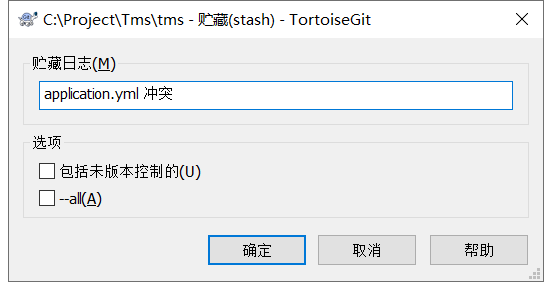 C:\Project\Tms\tms - 贮藏(stash) - TortoiseGit
贮藏日志(M)
application.yml 冲突
选项
包括未版本控制的(U)
--all(A)
确定 取消 帮助